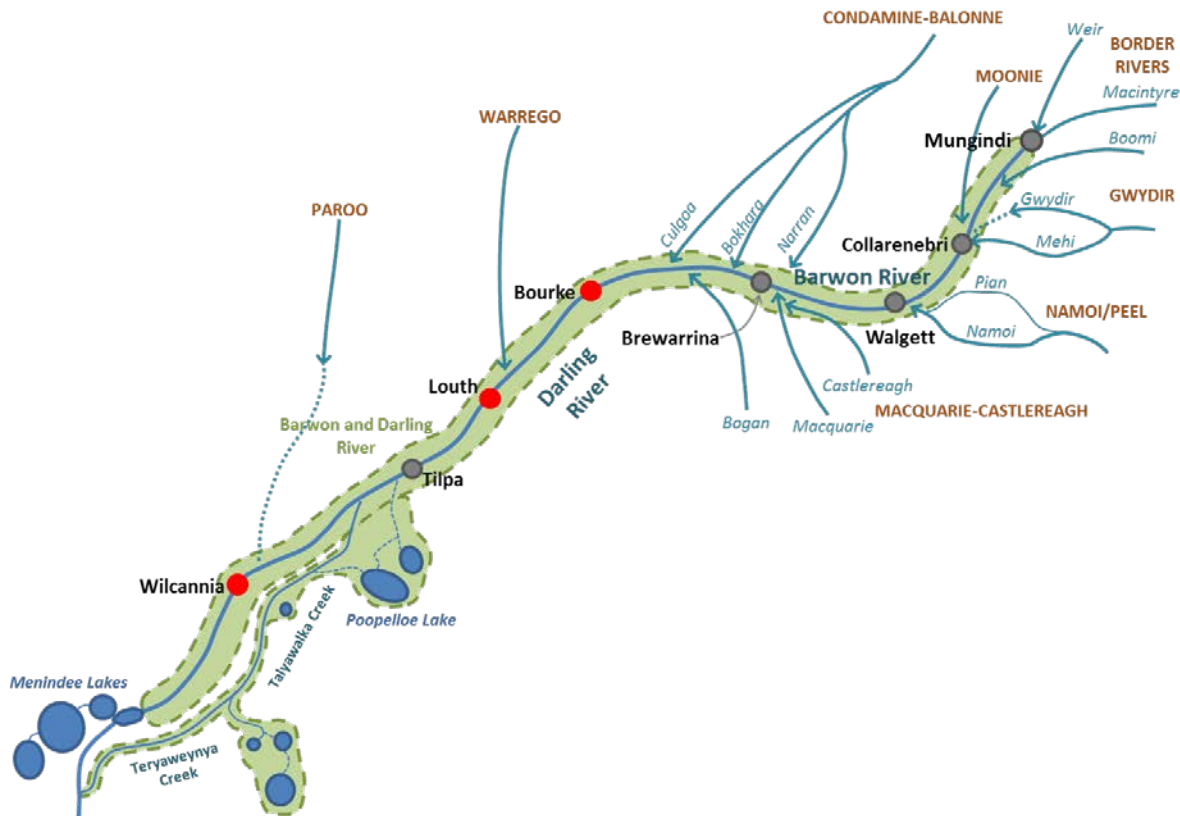 CONDAMINE-BALONNE
Weir
BORDER
RIVERS
MOONIE
Macintyre
WARREGO
Mungindi
Boomi
PAROO
Culgoa
Bokhara
Narran
Gwydir
GWYDIR
Collarenebri
Mehi
Barwon River
Pian
Bourke
NAMOI/PEEL
Brewarrina
Walgett
Namoi
Louth
Darling
River
Castlereagh
MACQUARIE-CASTLEREAGH
Bogan
Macquarie
Barwon and Darling
River
Tilpa
Wilcannia
Poopelloe Lake
Talyawalka Creek
Menindee Lakes
Teryaweynya
Creek